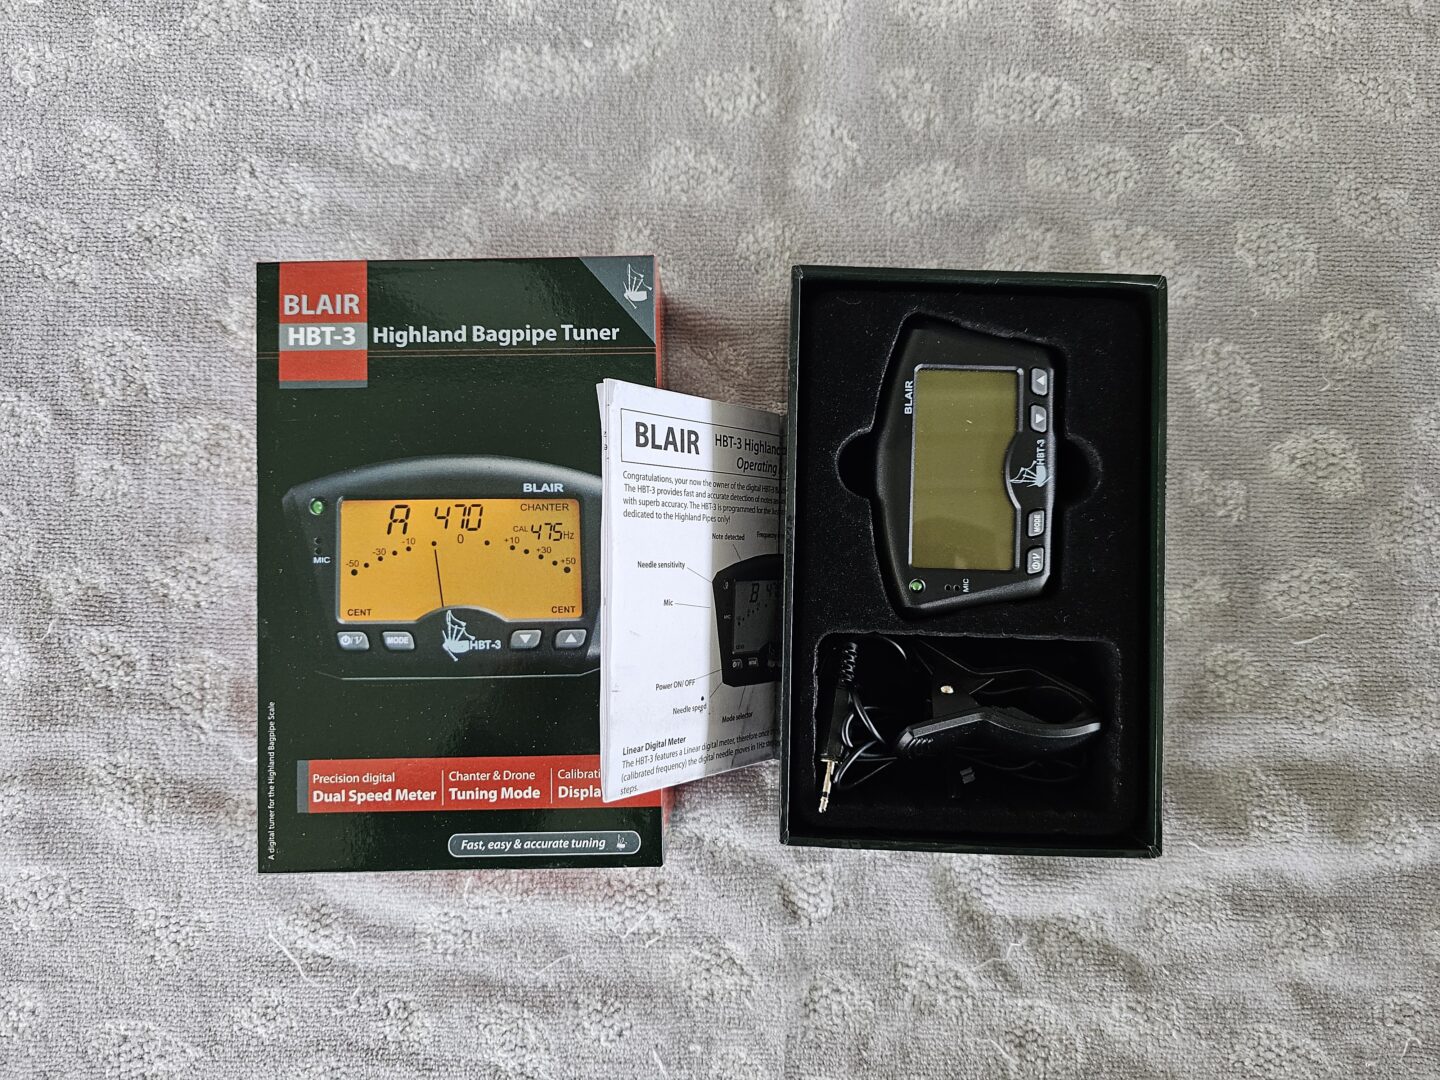 BLAIR
HBT-3 Highland Bagpipe Tuner
BLAIR
CHANTER
A 470
CAL 475Hz
-50 -30 -10 0 +10 +30 +50
MIC
CENT CENT
MODE
HBT-3
A digital tuner for the Highland Bagpipe Scale
Precision digital
Dual Speed Meter
Chanter & Drone
Tuning Mode
Fast, easy & accurate tuning
BLAIR
HBT-3 Highland
Operating
Congratulations, your now the owner of the digital HBT-3
The HBT-3 provides fast and accurate detection of notes
with superb accuracy. The HBT-3 is programmed for the
dedicated to the Highland Pipes only!
Note detected
Needle sensitivity
Mic
Power ON/ OFF
Needle speed
Mode selector
Linear Digital Meter
The HBT-3 features a Linear digital meter, therefore once
(calibrated frequency) the digital needle moves in 1Hz
steps.
BLAIR
HBT-3
MODE
MIC